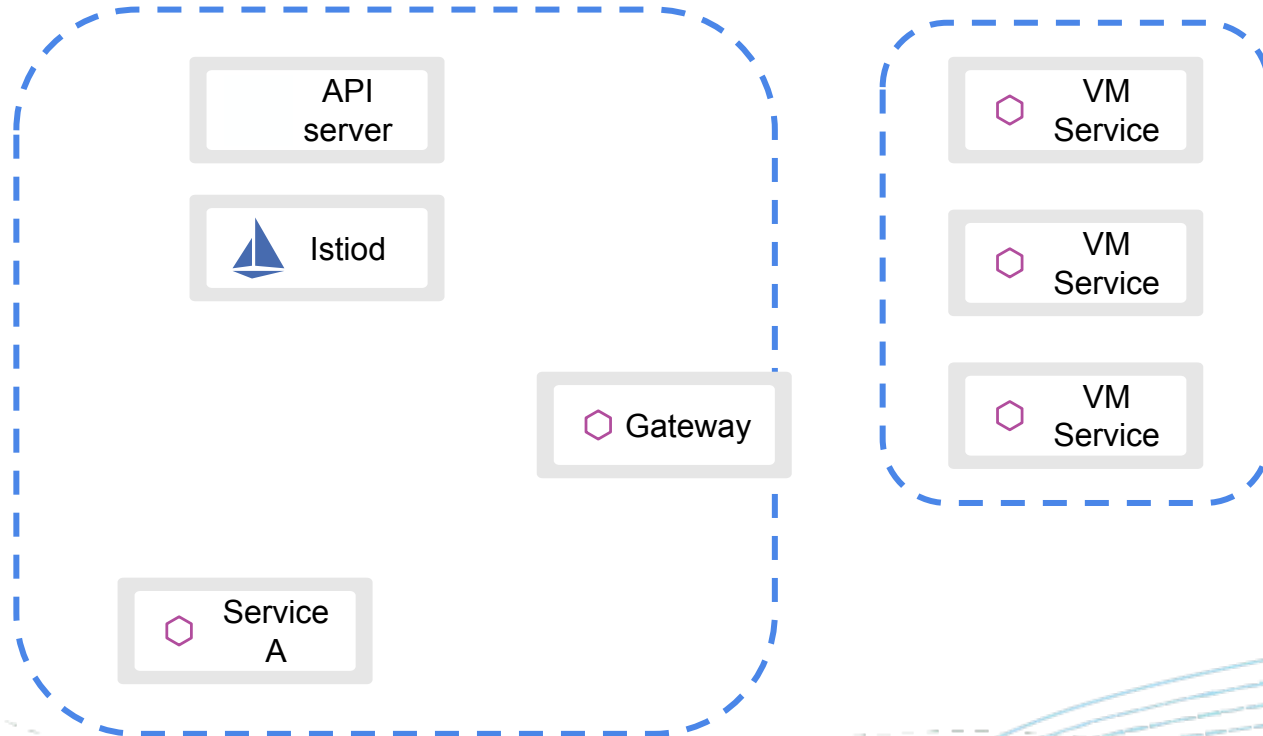 API
server
Istiod
Gateway
Service
A
VM
Service
VM
Service
VM
Service